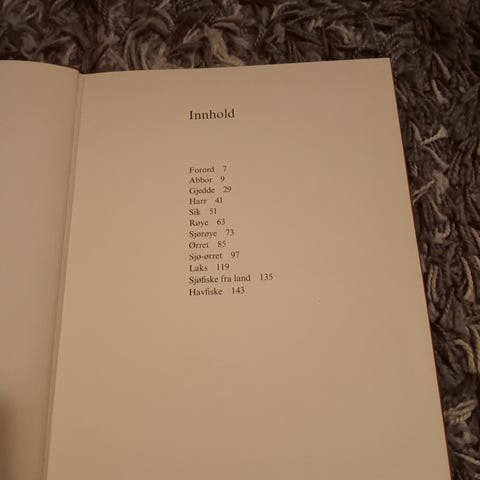 Innhold
Forord 7
Abbor 9
Gjedde 29
Harr 41
Sik 51
Røye 63
Sjørøye 73
Ørret 85
Sjø-ørret 97
Laks 119
Sjøfiske fra land 135
Havfiske 143